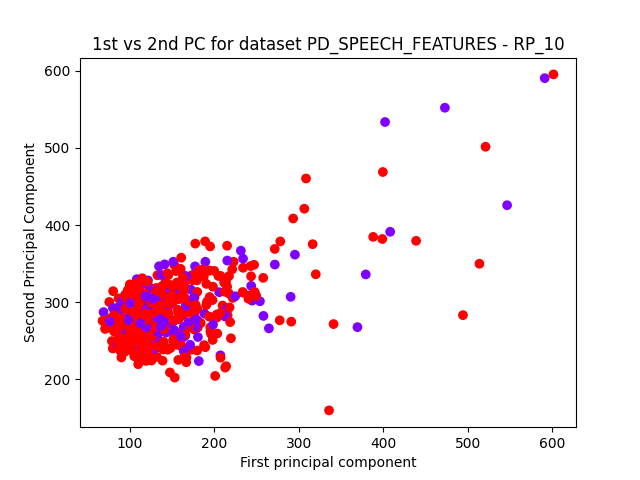 1st vs 2nd PC for dataset PD_SPEECH_FEATURES - RP_10
600
500
400
300
200
Second Principal Component
100 200 300 400 500 600
First principal component